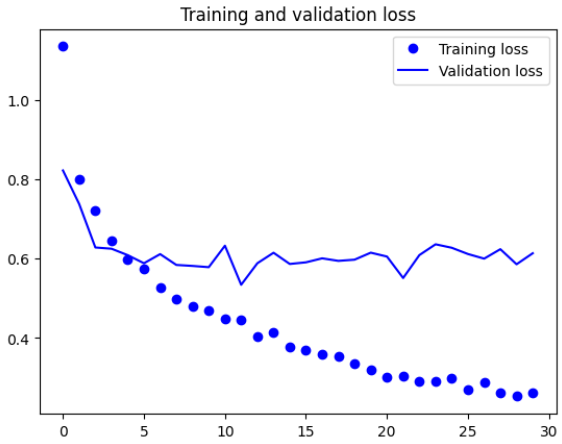 Training and validation loss
Training loss
Validation loss
1.0
0.8
0.6
0.4
0 5 10 15 20 25 30